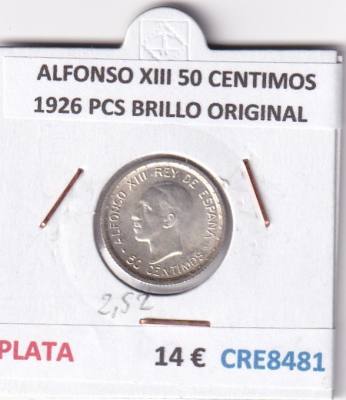 ALFONSO XIII 50 CENTIMOS
1926 PCS BRILLO ORIGINAL
ALFONSO XIII REY DE ESPAÑA
50 CENTIMOS
2,52
PLATA 14 € CRE8481